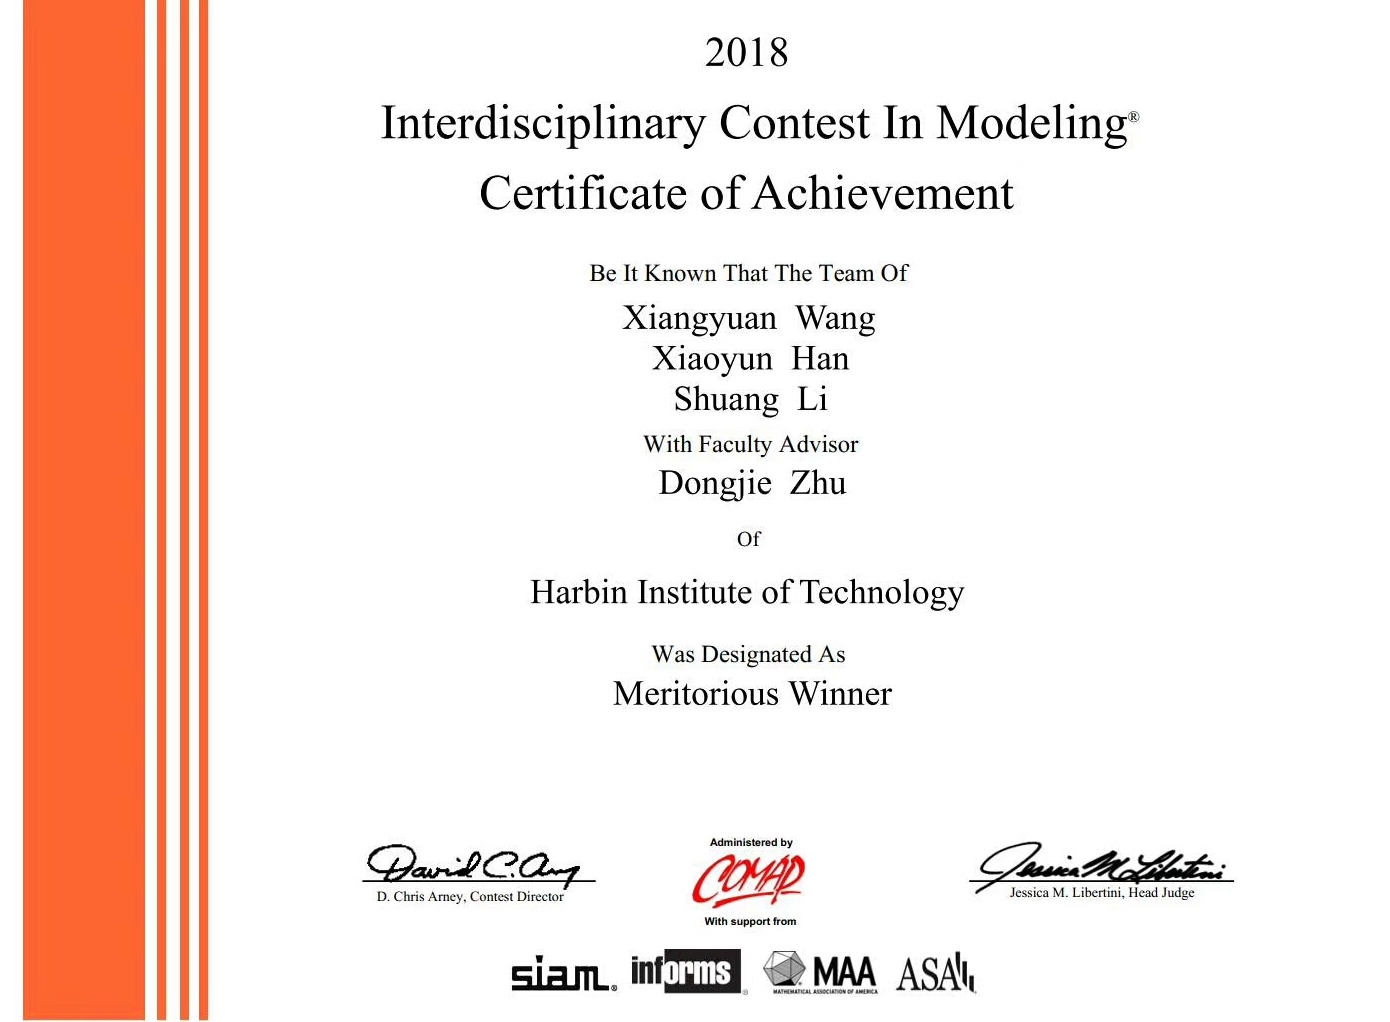 2018
Interdisciplinary Contest In Modeling®
Certificate of Achievement
Be It Known That The Team Of
Xiangyuan Wang
Xiaoyun Han
Shuang Li
With Faculty Advisor
Dongjie Zhu
Of
Harbin Institute of Technology
Was Designated As
Meritorious Winner
David C. Arney
D. Chris Arney, Contest Director
Administered by
COMAP
With support from
Jessica M Libertini
Jessica M. Libertini, Head Judge
siam®
informs®
MAA
MATHEMATICAL ASSOCIATION OF AMERICA
ASA